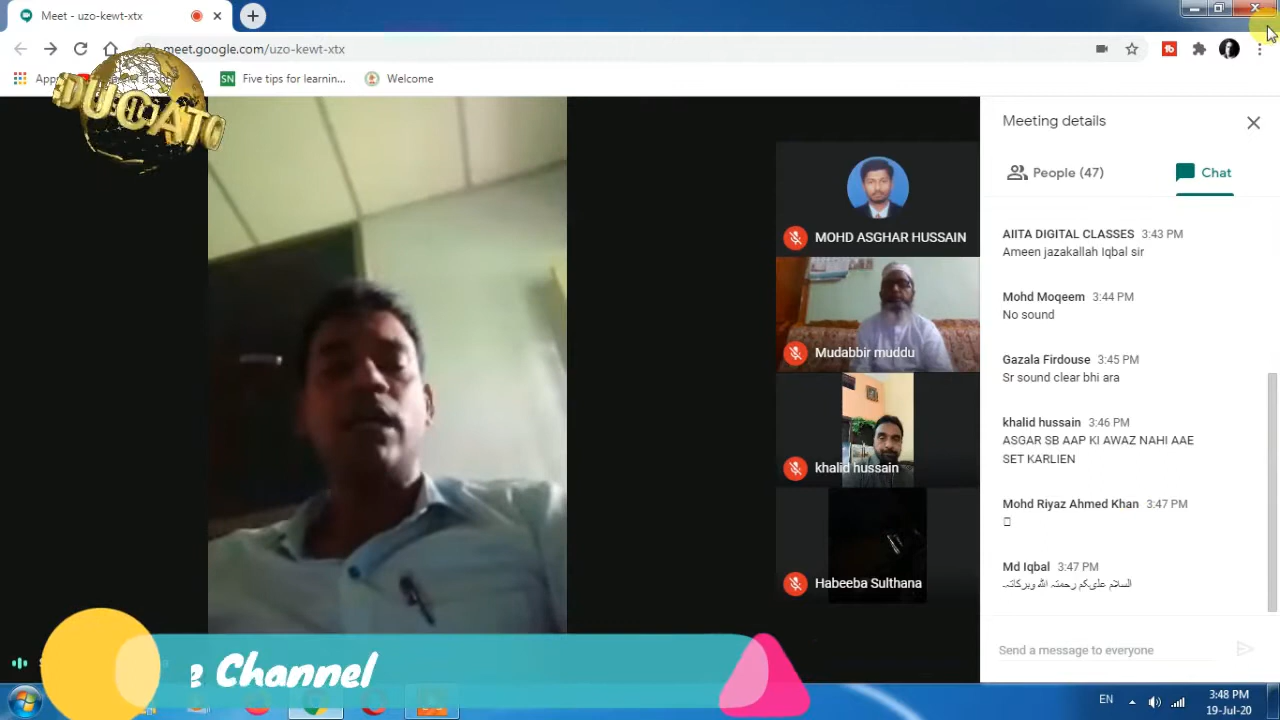 Meet - uzo-kewt-xtx
meet.google.com/uzo-kewt-xtx
Five tips for learnin...
Welcome
DUCATO
Meeting details
People (47)
Chat
MOHD ASGHAR HUSSAIN
Mudabbir muddu
khalid hussain
Habeeba Sulthana
AIITA DIGITAL CLASSES 3:43 PM
Ameen jazakallah Iqbal sir
Mohd Moqeem 3:44 PM
No sound
Gazala Firdouse 3:45 PM
Sr sound clear bhi ara
khalid hussain 3:46 PM
ASGAR SB AAP KI AWAZ NAHI AAE
SET KARLIEN
Mohd Riyaz Ahmed Khan 3:47 PM
Md Iqbal 3:47 PM
السلام علیکم رحمتہ اللہ وبرکاتہ
Send a message to everyone
e Channel
EN
3:48 PM
19-Jul-20